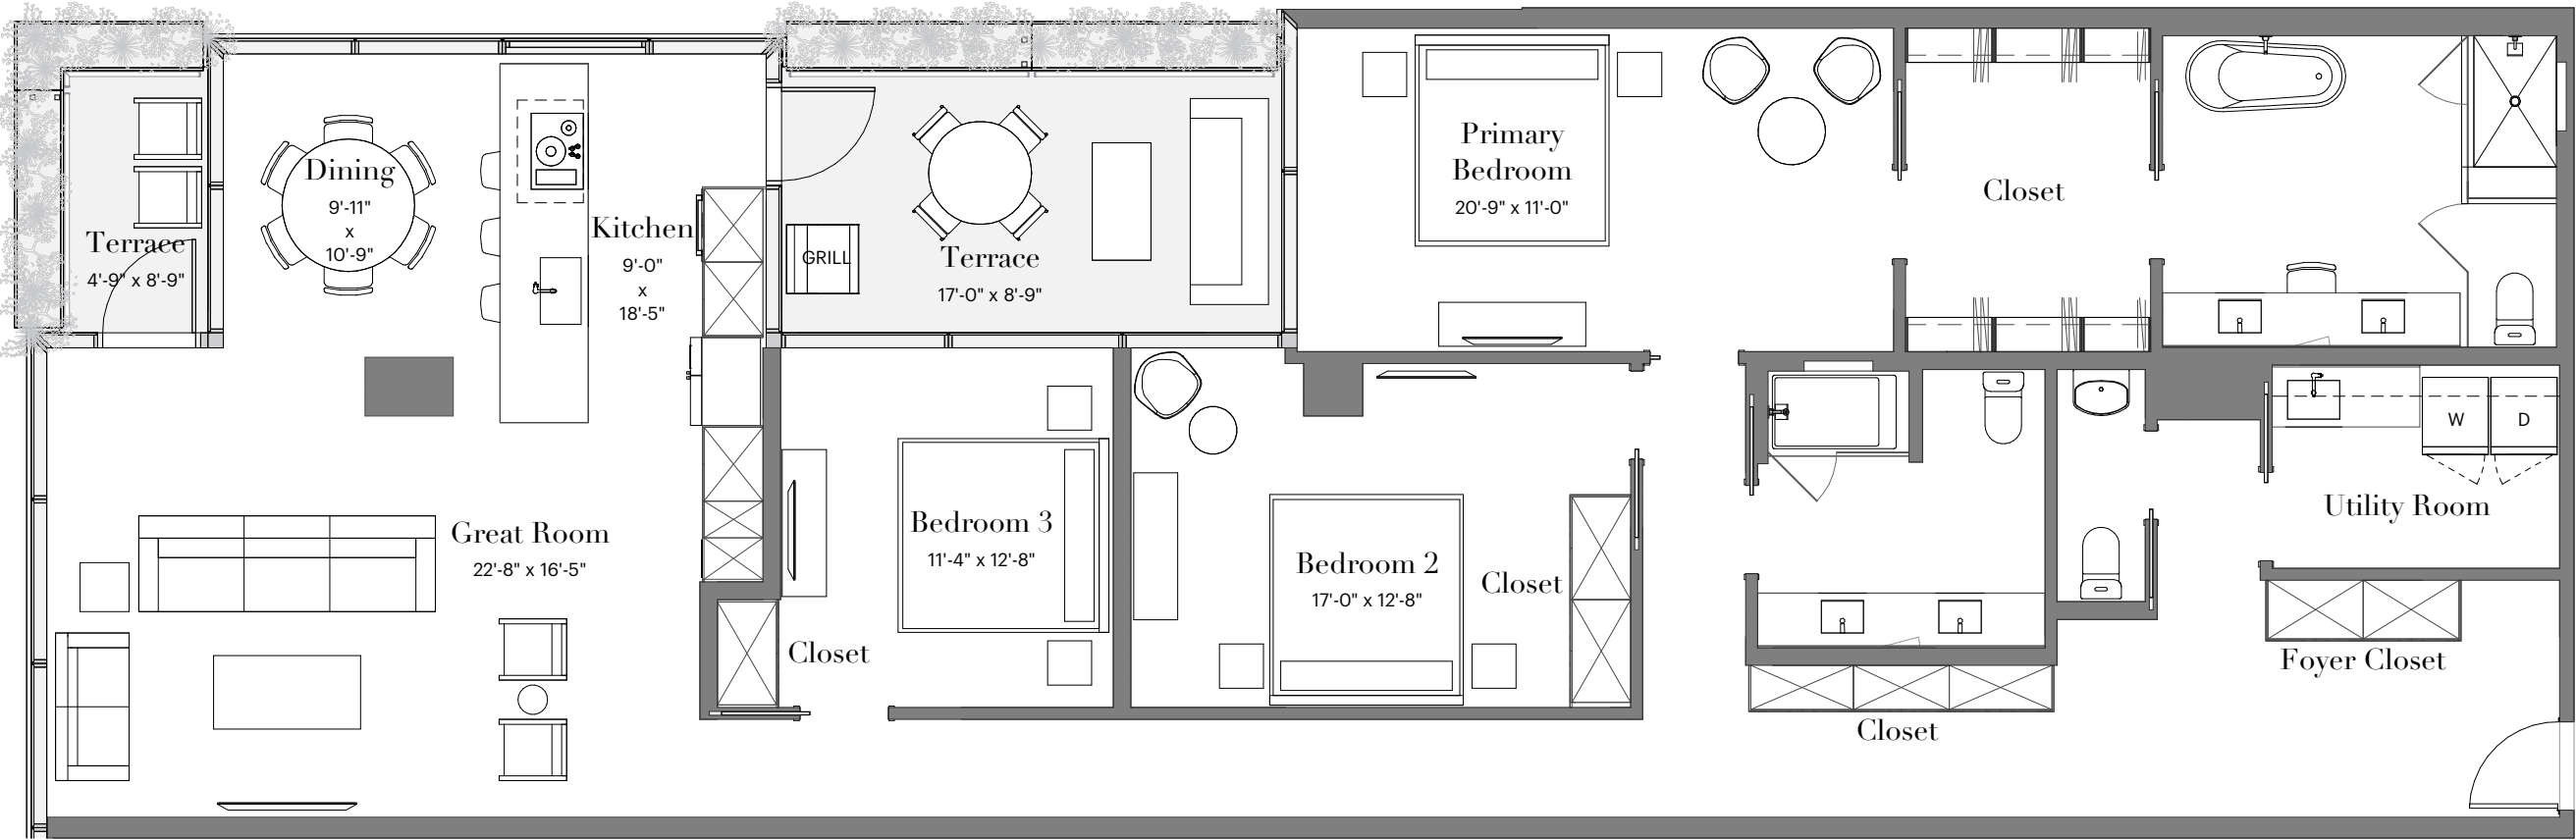 Dining
9'-11"
x
10'-9"
Terrace
4'-9" x 8'-9"
Kitchen
9'-0"
x
18'-5"
GRILL
Terrace
17'-0" x 8'-9"
Primary
Bedroom
20'-9" x 11'-0"
Closet
W
D
Utility Room
Great Room
22'-8" x 16'-5"
Bedroom 3
11'-4" x 12'-8"
Closet
Bedroom 2
17'-0" x 12'-8"
Closet
Foyer Closet
Closet